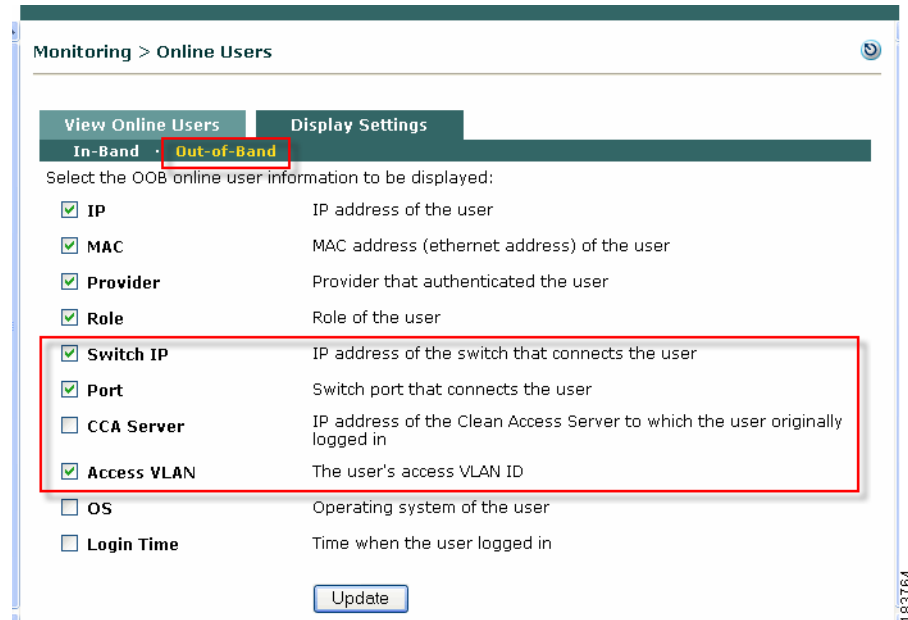 Monitoring > Online Users
View Online Users Display Settings
In-Band · Out-of-Band
Select the OOB online user information to be displayed:
IP IP address of the user
MAC MAC address (ethernet address) of the user
Provider Provider that authenticated the user
Role Role of the user
Switch IP IP address of the switch that connects the user
Port Switch port that connects the user
CCA Server IP address of the Clean Access Server to which the user originally
logged in
Access VLAN The user's access VLAN ID
OS Operating system of the user
Login Time Time when the user logged in
Update
183764